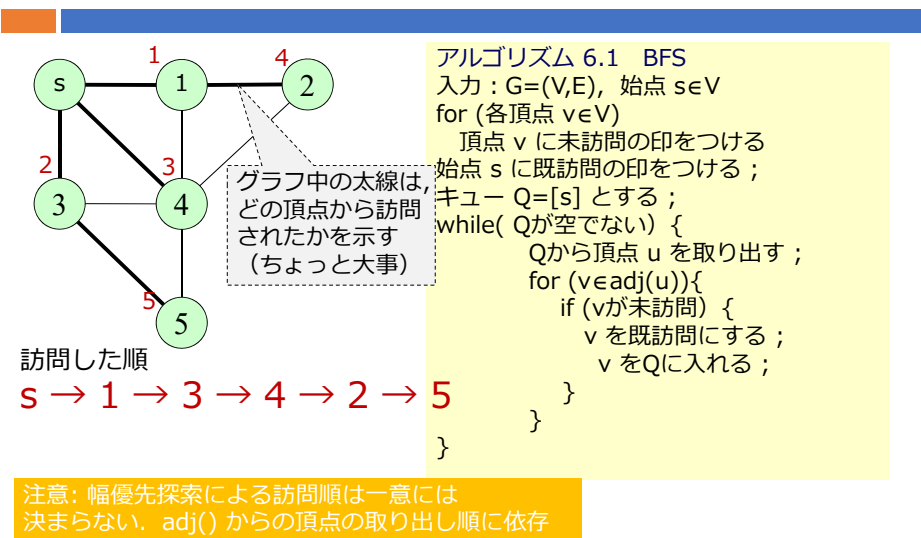 1
4
s
1
2
2
3
3
4
5
5
グラフ中の太線は,
どの頂点から訪問
されたかを示す
（ちょっと大事）
訪問した順
s → 1 → 3 → 4 → 2 → 5
アルゴリズム 6.1 BFS
入力：G=(V,E), 始点 s∈V
for (各頂点 v∈V)
頂点 v に未訪問の印をつける
始点 s に既訪問の印をつける；
キュー Q=[s] とする；
while( Qが空でない）{
Qから頂点 u を取り出す；
for (v∈adj(u)){
if (vが未訪問）{
v を既訪問にする；
v をQに入れる；
}
}
}
注意: 幅優先探索による訪問順は一意には
決まらない. adj() からの頂点の取り出し順に依存